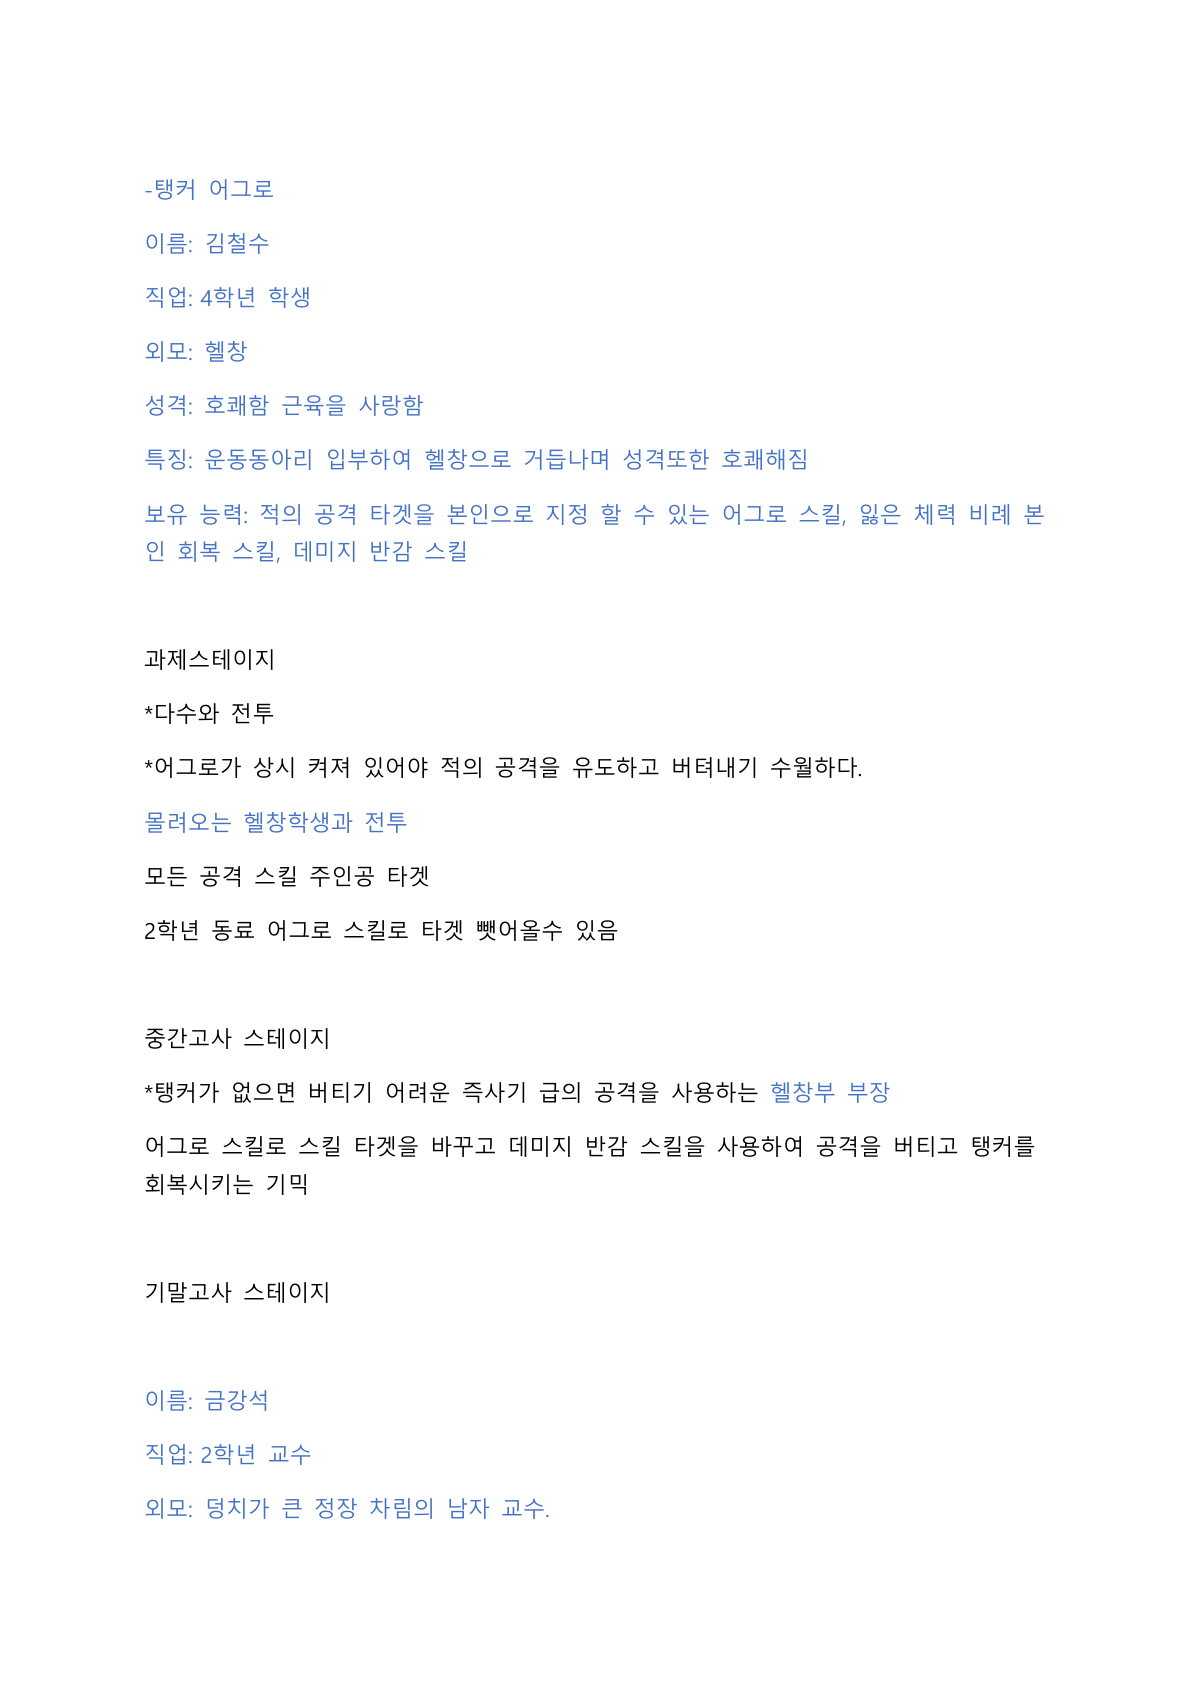 -탱커 어그로
이름: 김철수
직업: 4학년 학생
외모: 헬창
성격: 호쾌함 근육을 사랑함
특징: 운동동아리 입부하여 헬창으로 거듭나며 성격또한 호쾌해짐
보유 능력: 적의 공격 타겟을 본인으로 지정 할 수 있는 어그로 스킬, 잃은 체력 비례 본
인 회복 스킬, 데미지 반감 스킬
과제스테이지
*다수와 전투
*어그로가 상시 켜져 있어야 적의 공격을 유도하고 버텨내기 수월하다.
몰려오는 헬창학생과 전투
모든 공격 스킬 주인공 타겟
2학년 동료 어그로 스킬로 타겟 뺏어올수 있음
중간고사 스테이지
*탱커가 없으면 버티기 어려운 즉사기 급의 공격을 사용하는 헬창부 부장
어그로 스킬로 스킬 타겟을 바꾸고 데미지 반감 스킬을 사용하여 공격을 버티고 탱커를
회복시키는 기믹
기말고사 스테이지
이름: 금강석
직업: 2학년 교수
외모: 덩치가 큰 정장 차림의 남자 교수.